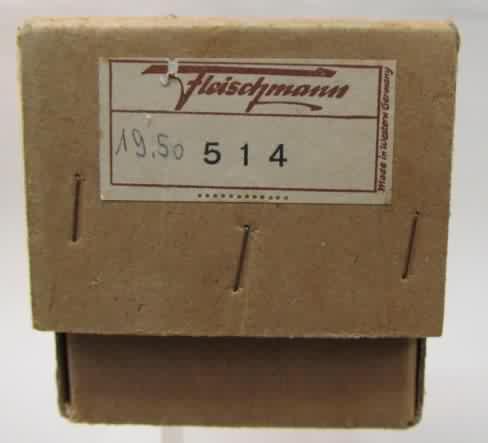 Fleischmann
19.50 514
Made in Western Germany